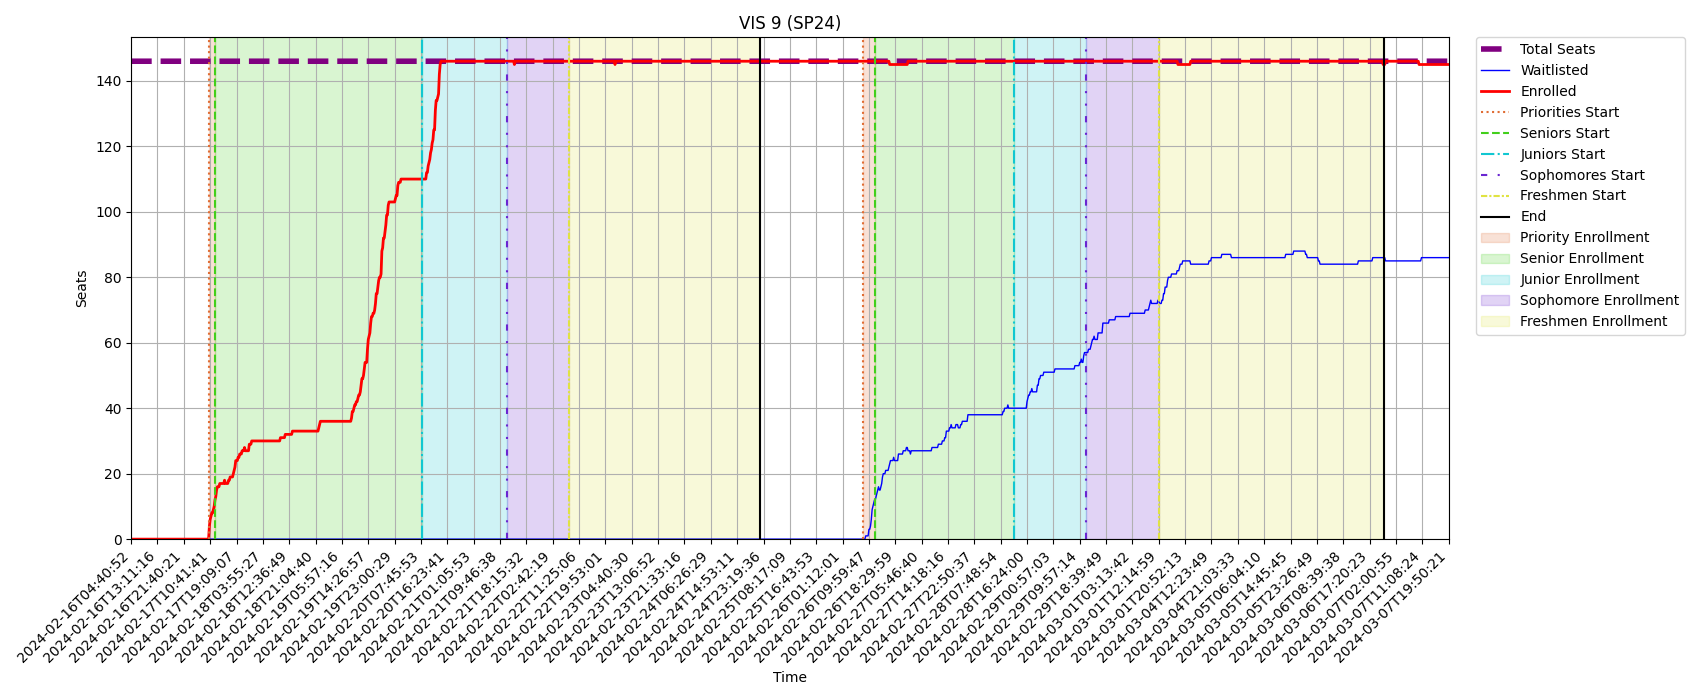 VIS 9 (SP24)
Seats
140
120
100
80
60
40
20
0
2024-02-16T04:40:52
2024-02-16T13:11:16
2024-02-16T21:40:21
2024-02-17T10:41:41
2024-02-17T19:09:07
2024-02-18T03:55:27
2024-02-18T12:36:49
2024-02-18T21:04:40
2024-02-19T05:57:16
2024-02-19T14:26:57
2024-02-19T23:00:29
2024-02-20T07:45:53
2024-02-20T16:23:41
2024-02-21T01:05:53
2024-02-21T09:46:38
2024-02-21T18:15:32
2024-02-22T02:42:19
2024-02-22T11:25:06
2024-02-22T19:53:01
2024-02-23T04:40:30
2024-02-23T13:06:52
2024-02-23T21:33:16
2024-02-24T06:26:29
2024-02-24T14:53:11
2024-02-24T23:19:36
2024-02-25T08:17:09
2024-02-25T16:43:53
2024-02-26T01:12:01
2024-02-26T09:59:47
2024-02-26T18:29:59
2024-02-27T05:46:40
2024-02-27T14:18:16
2024-02-27T22:50:37
2024-02-28T07:48:54
2024-02-28T16:24:00
2024-02-29T00:57:03
2024-02-29T09:57:14
2024-02-29T18:39:49
2024-03-01T03:13:42
2024-03-01T12:14:59
2024-03-01T20:52:13
2024-03-04T12:23:49
2024-03-04T21:03:33
2024-03-05T06:04:10
2024-03-05T14:45:45
2024-03-05T23:26:49
2024-03-06T08:39:38
2024-03-06T17:20:23
2024-03-07T02:00:55
2024-03-07T11:08:24
2024-03-07T19:50:21
Time
Total Seats
Waitlisted
Enrolled
Priorities Start
Seniors Start
Juniors Start
Sophomores Start
Freshmen Start
End
Priority Enrollment
Senior Enrollment
Junior Enrollment
Sophomore Enrollment
Freshmen Enrollment